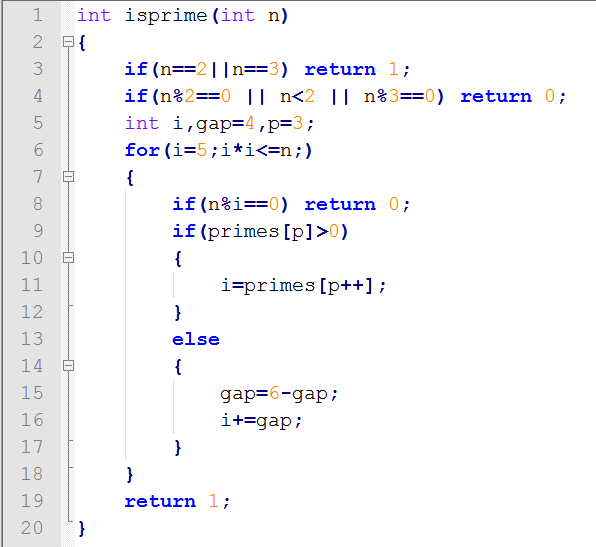 1 int isprime(int n)
2 {
3 if(n==2||n==3) return 1;
4 if(n%2==0 || n<2 || n%3==0) return 0;
5 int i,gap=4,p=3;
6 for(i=5;i*i<=n;)
7 {
8 if(n%i==0) return 0;
9 if(primes[p]>0)
10 {
11 i=primes[p++];
12 }
13 else
14 {
15 gap=6-gap;
16 i+=gap;
17 }
18 }
19 return 1;
20 }